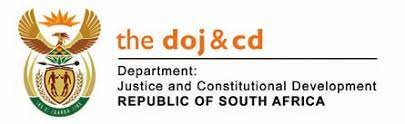 the doj&cd
Department:
Justice and Constitutional Development
REPUBLIC OF SOUTH AFRICA